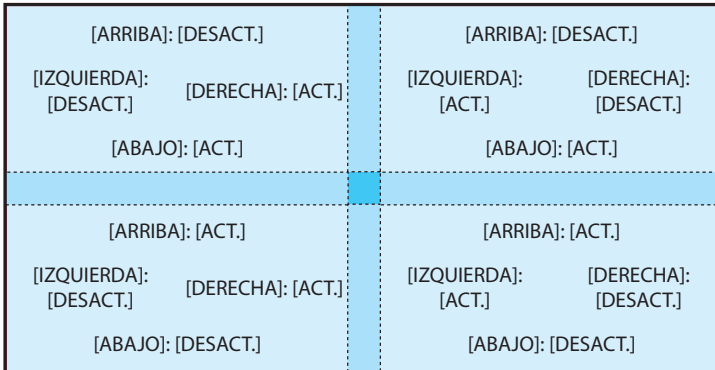 [ARRIBA]: [DESACT.]
[IZQUIERDA]:
[DESACT.]
[DERECHA]: [ACT.]
[ABAJO]: [ACT.]
[ARRIBA]: [DESACT.]
[IZQUIERDA]:
[ACT.]
[DERECHA]:
[DESACT.]
[ABAJO]: [ACT.]
[ARRIBA]: [ACT.]
[IZQUIERDA]:
[DESACT.]
[DERECHA]: [ACT.]
[ABAJO]: [DESACT.]
[ARRIBA]: [ACT.]
[IZQUIERDA]:
[ACT.]
[DERECHA]:
[DESACT.]
[ABAJO]: [DESACT.]